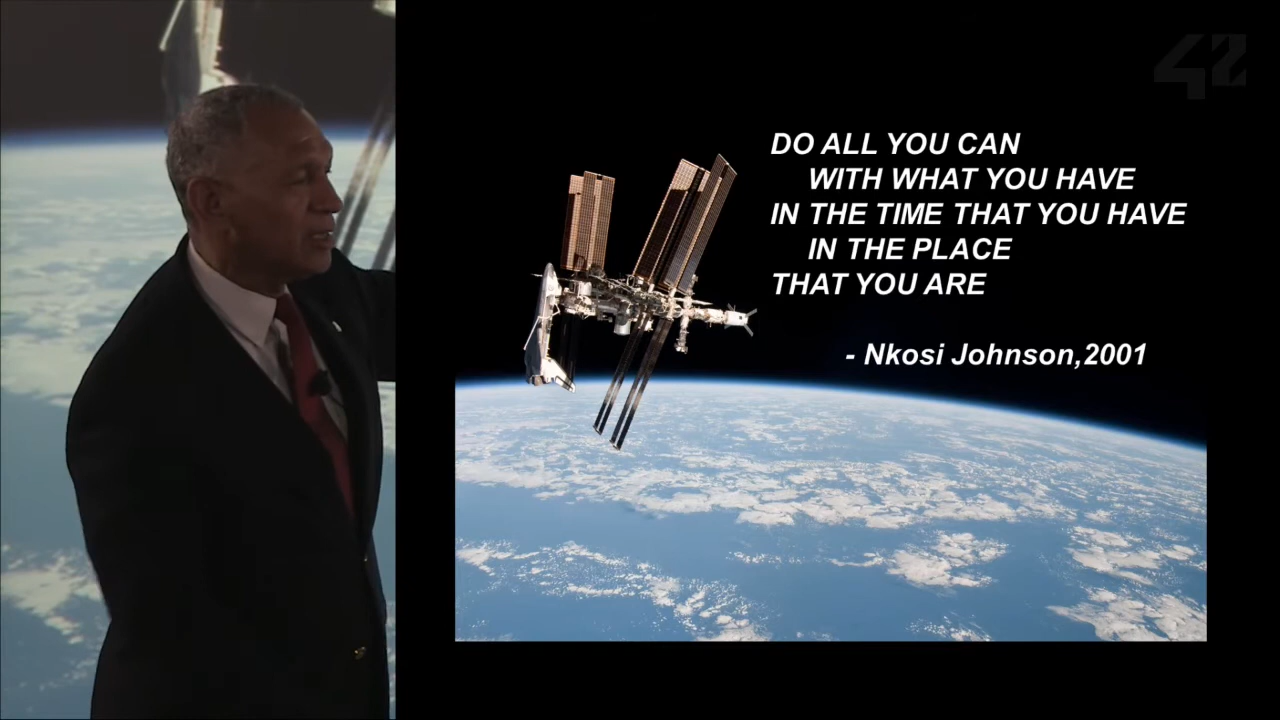 42
DO ALL YOU CAN
WITH WHAT YOU HAVE
IN THE TIME THAT YOU HAVE
IN THE PLACE
THAT YOU ARE
- Nkosi Johnson,2001